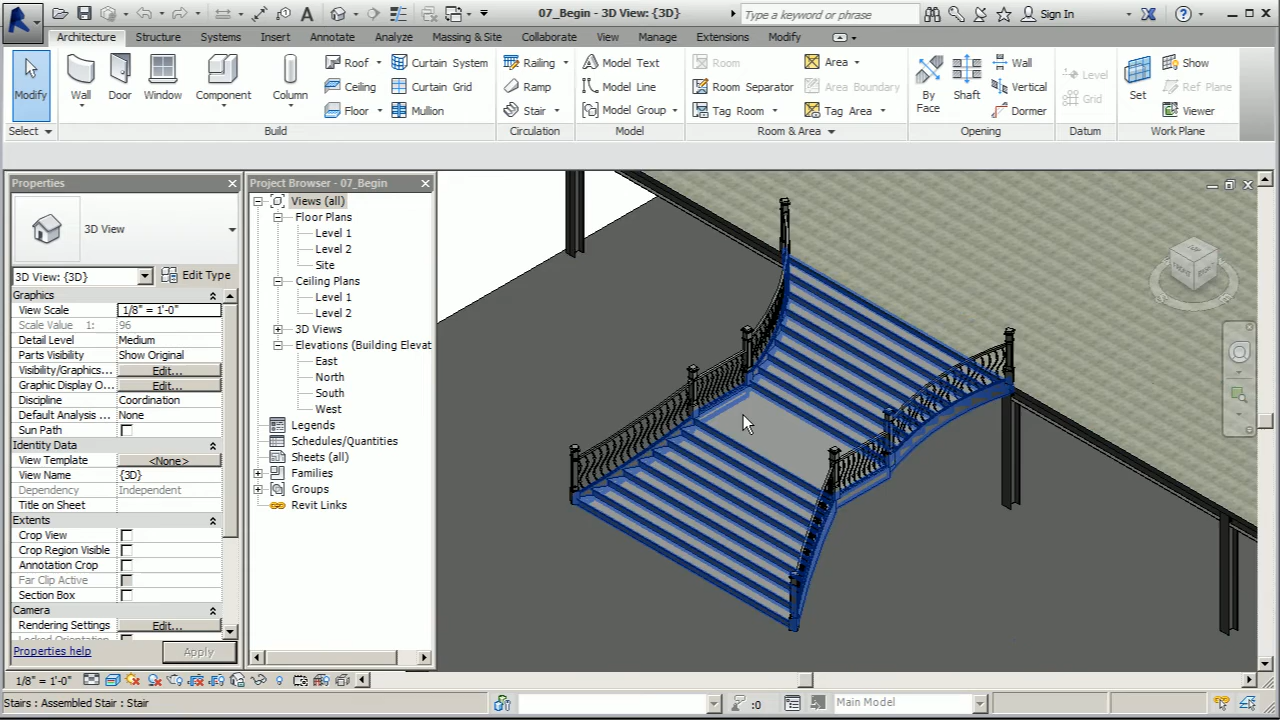 07_Begin - 3D View: {3D}
Type a keyword or phrase
Sign In
Architecture Structure Systems Insert Annotate Analyze Massing & Site Collaborate View Manage Extensions Modify
Modify
Wall Door Window Component Column
Roof
Ceiling
Floor
Curtain System
Curtain Grid
Mullion
Railing
Ramp
Stair
Model Text
Model Line
Model Group
Room
Room Separator
Tag Room
Area
Area Boundary
Tag Area
By Face
Shaft
Wall
Vertical
Dormer
Level
Grid
Set
Show
Ref Plane
Viewer
Select Build Circulation Model Room & Area Opening Datum Work Plane
Properties
3D View
3D View: {3D} Edit Type
Graphics
View Scale 1/8" = 1'-0"
Scale Value 1: 96
Detail Level Medium
Parts Visibility Show Original
Visibility/Graphics... Edit...
Graphic Display O... Edit...
Discipline Coordination
Default Analysis ... None
Sun Path
Identity Data
View Template <None>
View Name {3D}
Dependency Independent
Title on Sheet
Extents
Crop View
Crop Region Visible
Annotation Crop
Far Clip Active
Section Box
Camera
Rendering Settings Edit...
Locked Orientation
Properties help Apply
Project Browser - 07_Begin
Views (all)
Floor Plans
Level 1
Level 2
Site
Ceiling Plans
Level 1
Level 2
3D Views
Elevations (Building Elevat
East
North
South
West
Legends
Schedules/Quantities
Sheets (all)
Families
Groups
Revit Links
1/8" = 1'-0"
Stairs : Assembled Stair : Stair
:0
Main Model